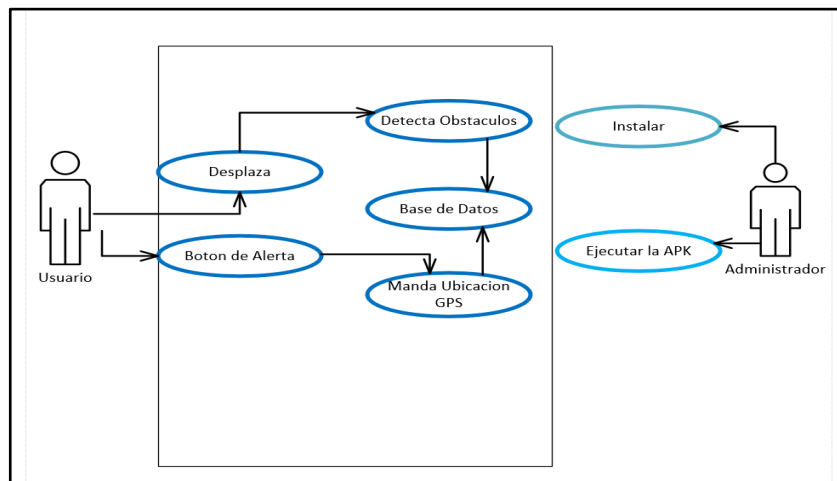 Detecta Obstaculos
Instalar
Desplaza
Base de Datos
Usuario
Boton de Alerta
Ejecutar la APK
Administrador
Manda Ubicacion
GPS